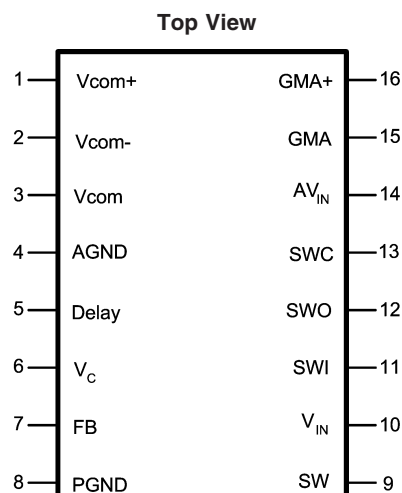 Top View
1 Vcom+ GMA+ 16
2 Vcom- GMA 15
3 Vcom AVIN 14
4 AGND SWC 13
5 Delay SWO 12
6 VC SWI 11
7 FB VIN 10
8 PGND SW 9